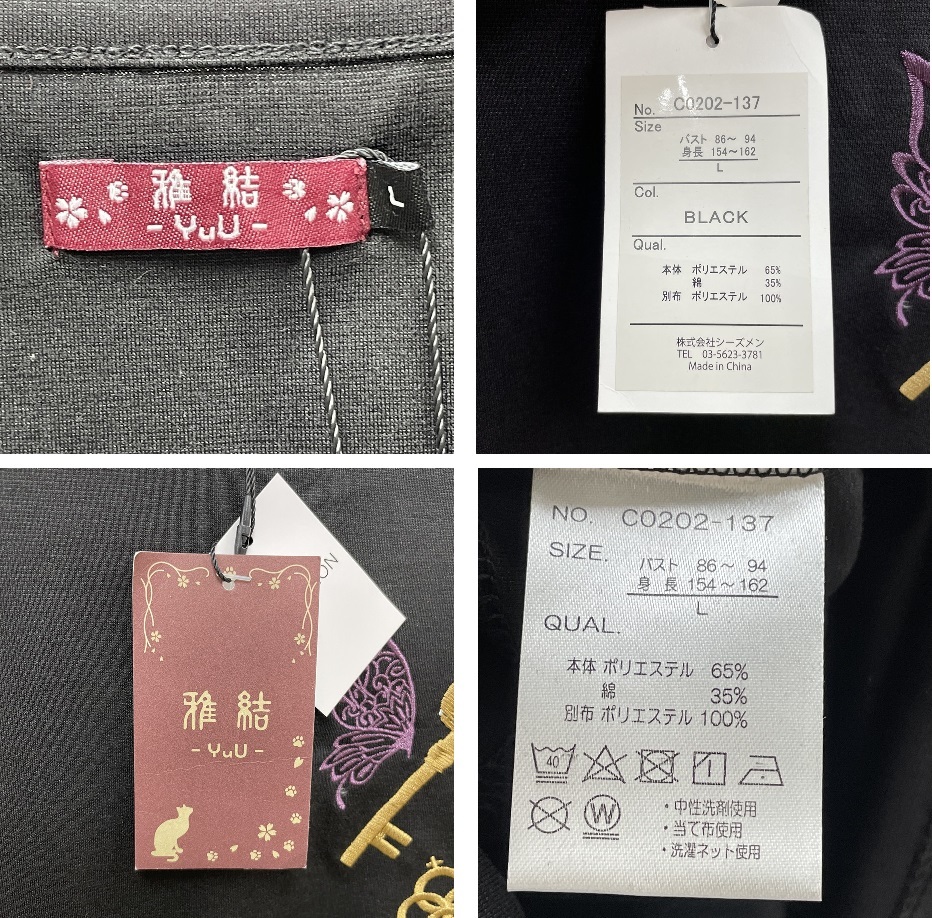 雅結
-YuU-
L
No. C0202-137
Size
バスト 86～ 94
身長 154～162
L
Col.
BLACK
Qual.
本体 ポリエステル 65%
綿 35%
別布 ポリエステル 100%
株式会社シーズメン
TEL 03-5623-3781
Made in China
ON
雅結
-YuU-
NO. C0202-137
SIZE.
バスト 86～ 94
身長 154～162
L
QUAL.
本体 ポリエステル 65%
綿 35%
別布 ポリエステル 100%
40
W
・中性洗剤使用
・当て布使用
・洗濯ネット使用